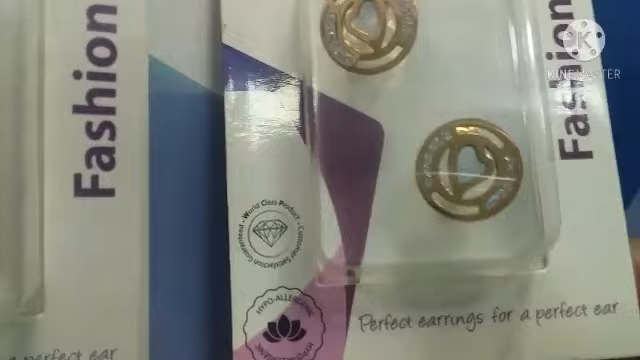 Fashion
Fashion
KINEMASTER
World Class Product • Customer Satisfaction Guaranteed
HYPO-ALLERGENIC
Perfect earrings for a perfect ear
perfect ear